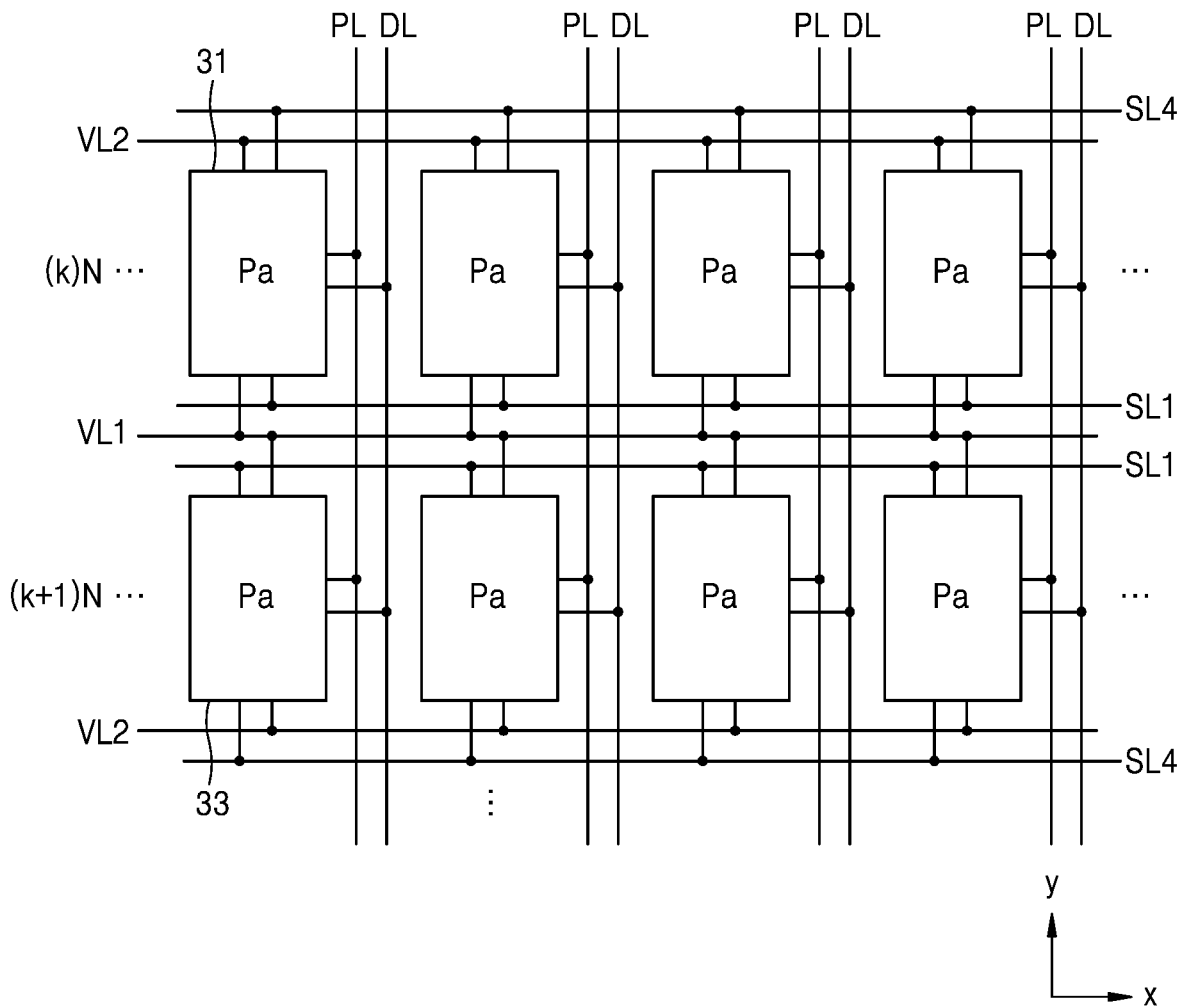 PL DL PL DL PL DL PL DL
31
SL4
VL2
(k)N ··· Pa Pa Pa Pa ···
SL1
VL1
SL1
(k+1)N ··· Pa Pa Pa Pa ···
VL2
SL4
33
⋮
y
x